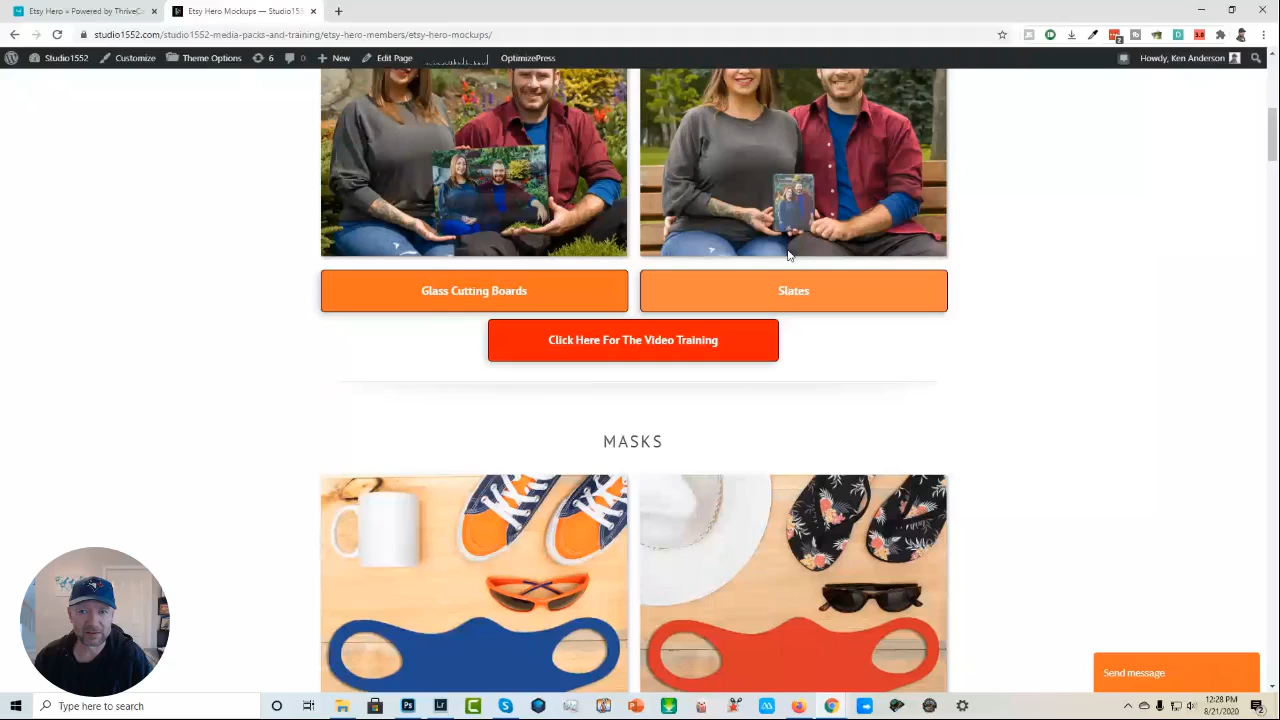 Etsy Hero » Powered by ThriveCa
Etsy Hero Mockups — Studio155
studio1552.com/studio1552-media-packs-and-training/etsy-hero-members/etsy-hero-mockups/
Studio1552
Customize
Theme Options
6
0
New
Edit Page
OptimizePress
Howdy, Ken Anderson
Glass Cutting Boards
Slates
Click Here For The Video Training
MASKS
Send message
Type here to search
12:28 PM
8/21/2020